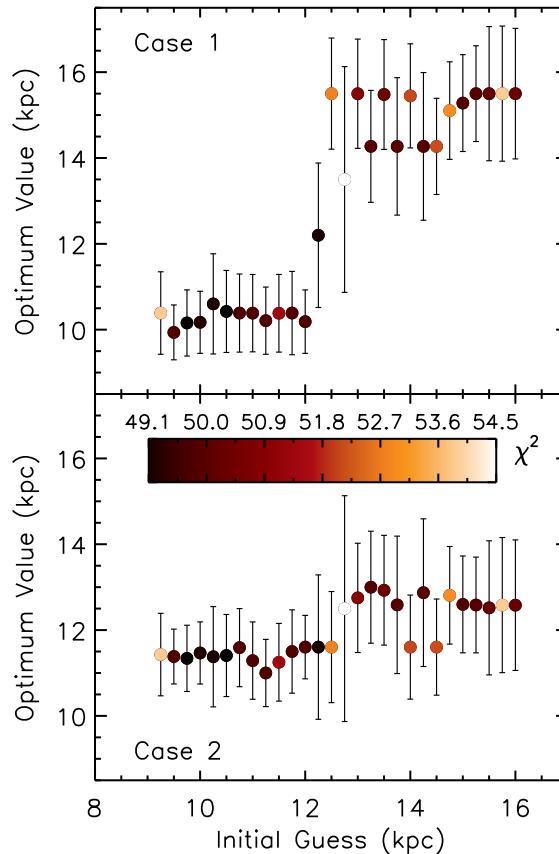 Case 1
Optimum Value (kpc)
16
14
12
10
49.1 50.0 50.9 51.8 52.7 53.6 54.5
χ²
Optimum Value (kpc)
16
14
12
10
Case 2
8 10 12 14 16
Initial Guess (kpc)